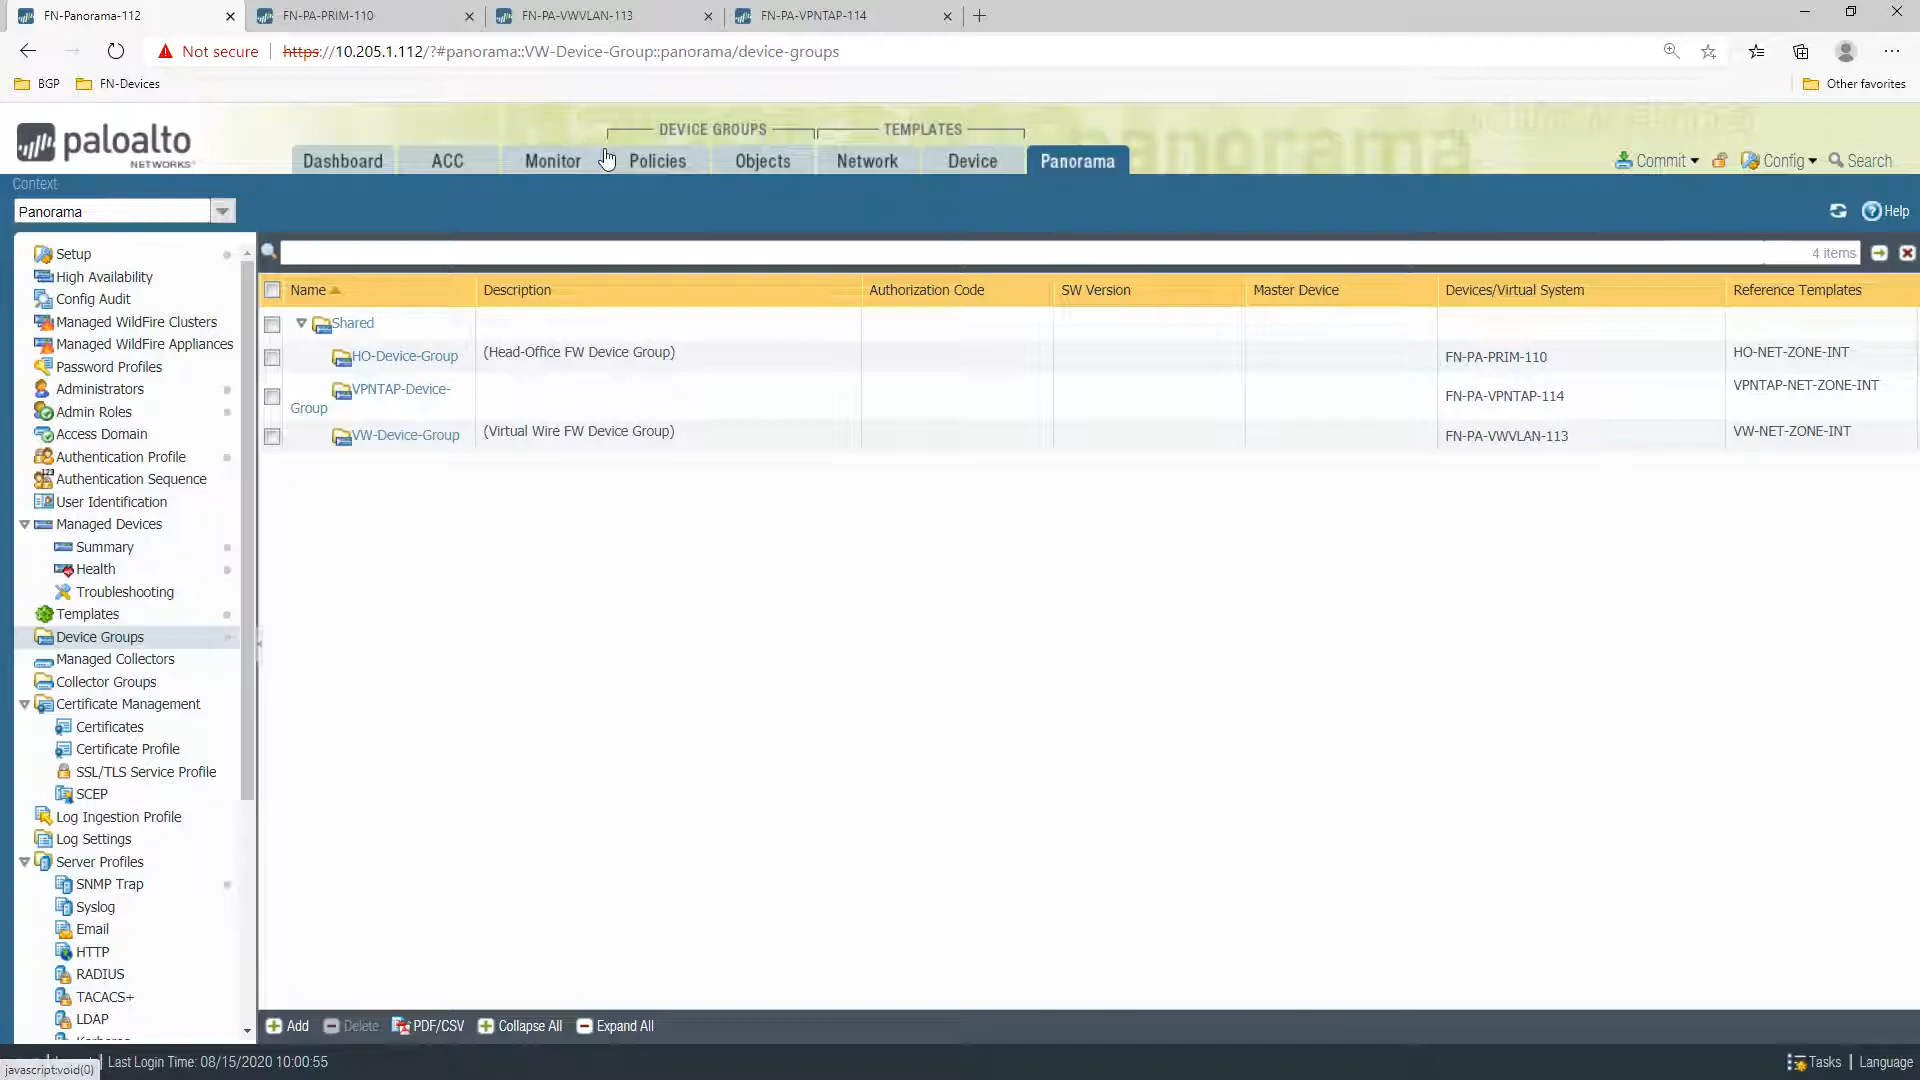 FN-Panorama-112
FN-PA-PRIM-110
FN-PA-VWVLAN-113
FN-PA-VPNTAP-114
Not secure
https://10.205.1.112/?#panorama::VW-Device-Group::panorama/device-groups
BGP
FN-Devices
Other favorites
paloalto
NETWORKS
DEVICE GROUPS
TEMPLATES
Dashboard
ACC
Monitor
Policies
Objects
Network
Device
Panorama
panorama
Commit
Config
Search
Context
Panorama
Help
Setup
High Availability
Config Audit
Managed WildFire Clusters
Managed WildFire Appliances
Password Profiles
Administrators
Admin Roles
Access Domain
Authentication Profile
Authentication Sequence
User Identification
Managed Devices
Summary
Health
Troubleshooting
Templates
Device Groups
Managed Collectors
Collector Groups
Certificate Management
Certificates
Certificate Profile
SSL/TLS Service Profile
SCEP
Log Ingestion Profile
Log Settings
Server Profiles
SNMP Trap
Syslog
Email
HTTP
RADIUS
TACACS+
LDAP
4 items
Name Description Authorization Code SW Version Master Device Devices/Virtual System Reference Templates
Shared
HO-Device-Group (Head-Office FW Device Group) FN-PA-PRIM-110 HO-NET-ZONE-INT
VPNTAP-Device-
Group FN-PA-VPNTAP-114 VPNTAP-NET-ZONE-INT
VW-Device-Group (Virtual Wire FW Device Group) FN-PA-VWVLAN-113 VW-NET-ZONE-INT
Add
Delete
PDF/CSV
Collapse All
Expand All
javascript:void(0)
Last Login Time: 08/15/2020 10:00:55
Tasks
Language